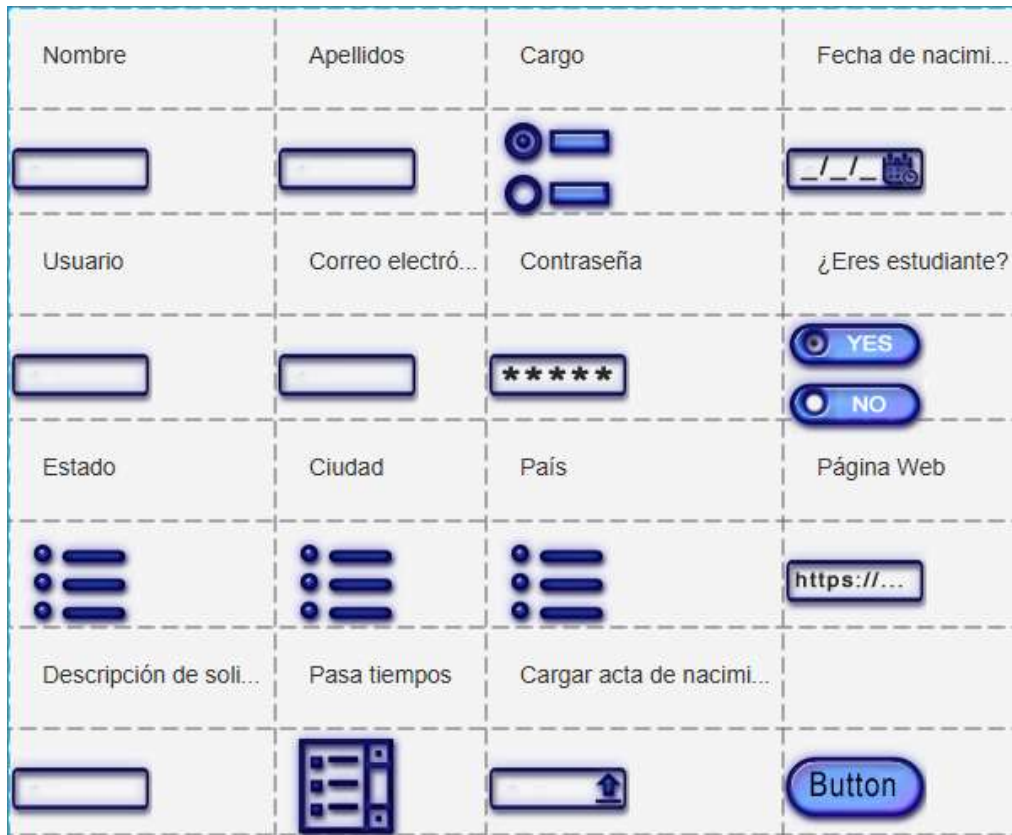 Nombre Apellidos Cargo Fecha de nacimi...
_/_/_
Usuario Correo electró... Contraseña ¿Eres estudiante?
*****
YES
NO
Estado Ciudad País Página Web
https://...
Descripción de soli... Pasa tiempos Cargar acta de nacimi...
Button